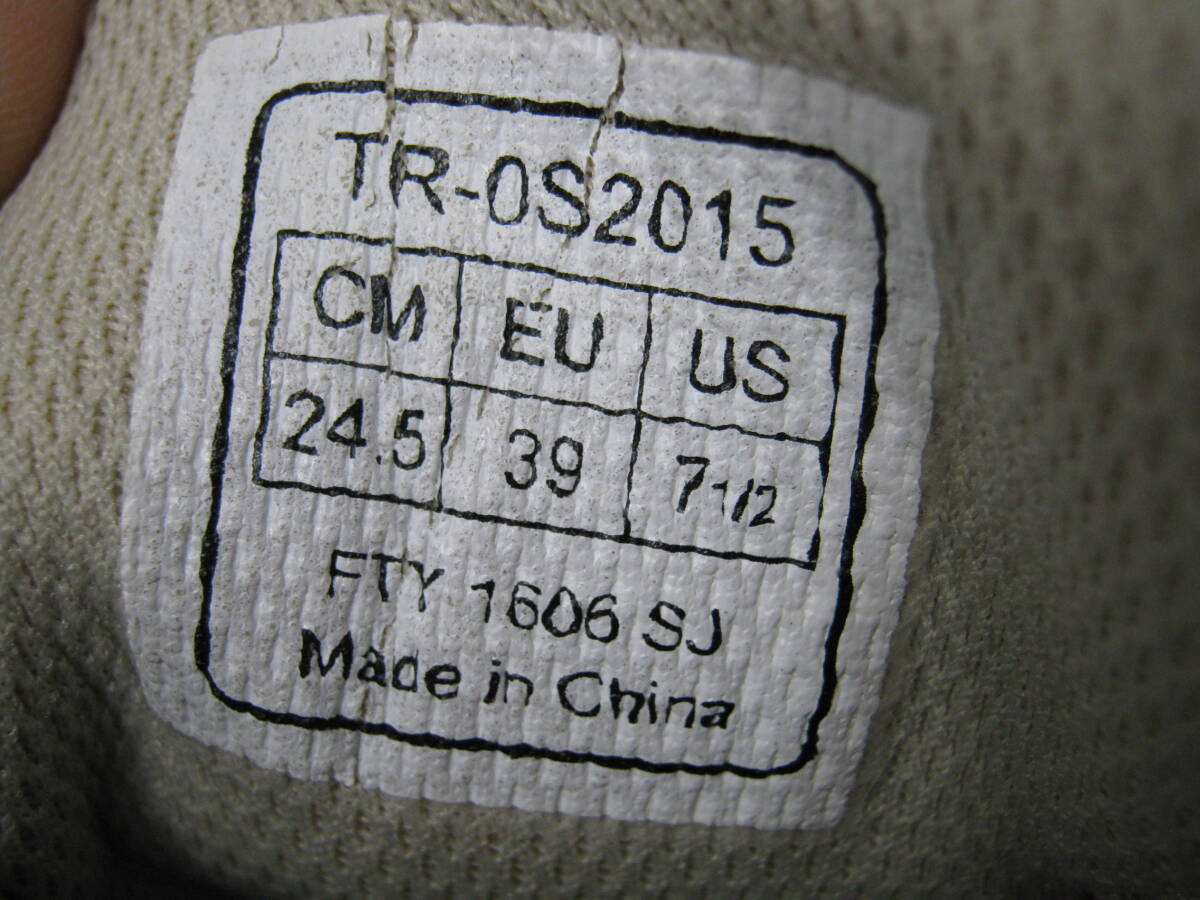 TR-0S2015
CM EU US
24.5 39 7 1/2
FTY 1606 SJ
Made in China